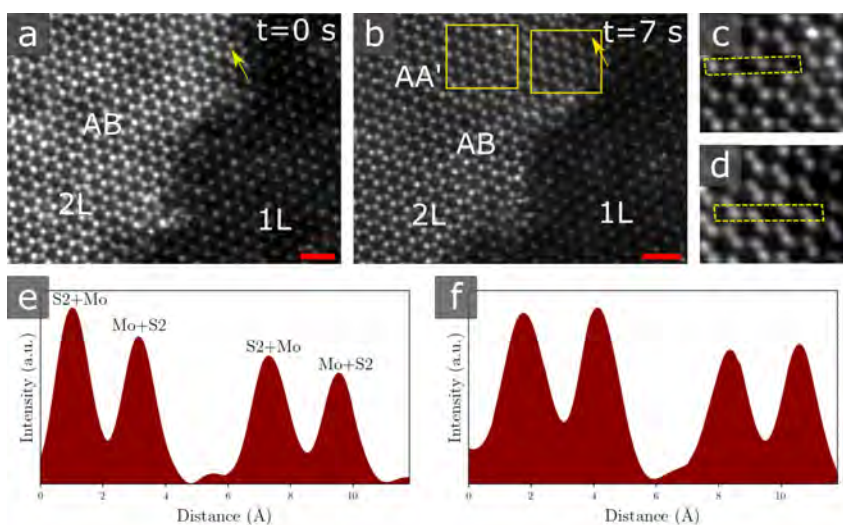 a
t=0 s
AB
2L
1L
b
t=7 s
AA'
AB
2L
1L
c
d
e
S2+Mo
Mo+S2
S2+Mo
Mo+S2
Intensity (a.u.)
0 2 4 6 8 10
Distance (Å)
f
Intensity (a.u.)
0 2 4 6 8 10
Distance (Å)